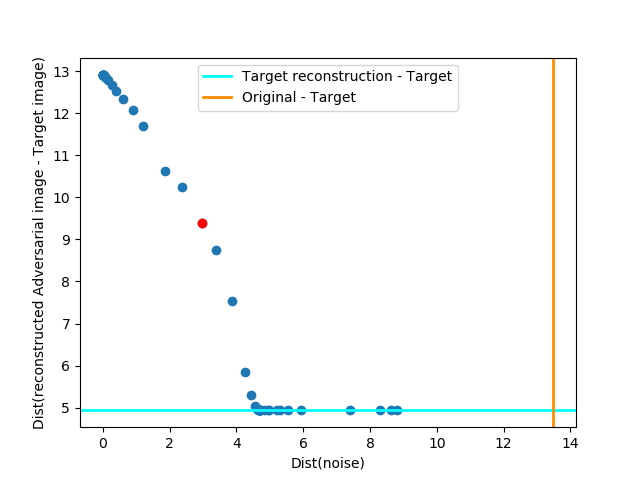 Target reconstruction - Target
Original - Target
13
12
11
10
9
8
7
6
5
Dist(reconstructed Adversarial image - Target image)
0 2 4 6 8 10 12 14
Dist(noise)